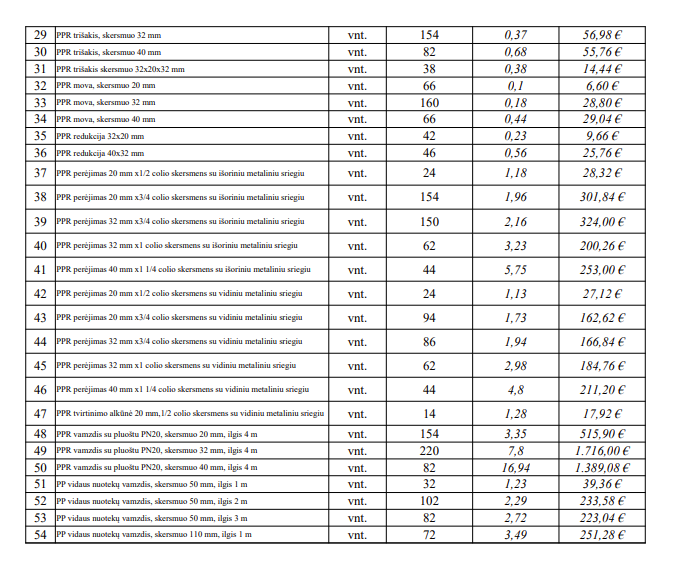 29 PPR trišakis, skersmuo 32 mm vnt. 154 0,37 56,98 €
30 PPR trišakis, skersmuo 40 mm vnt. 82 0,68 55,76 €
31 PPR trišakis skersmuo 32x20x32 mm vnt. 38 0,38 14,44 €
32 PPR mova, skersmuo 20 mm vnt. 66 0,1 6,60 €
33 PPR mova, skersmuo 32 mm vnt. 160 0,18 28,80 €
34 PPR mova, skersmuo 40 mm vnt. 66 0,44 29,04 €
35 PPR redukcija 32x20 mm vnt. 42 0,23 9,66 €
36 PPR redukcija 40x32 mm vnt. 46 0,56 25,76 €
37 PPR perėjimas 20 mm x1/2 colio skersmens su išoriniu metaliniu sriegiu vnt. 24 1,18 28,32 €
38 PPR perėjimas 20 mm x3/4 colio skersmens su išoriniu metaliniu sriegiu vnt. 154 1,96 301,84 €
39 PPR perėjimas 32 mm x3/4 colio skersmens su išoriniu metaliniu sriegiu vnt. 150 2,16 324,00 €
40 PPR perėjimas 32 mm x1 colio skersmens su išoriniu metaliniu sriegiu vnt. 62 3,23 200,26 €
41 PPR perėjimas 40 mm x1 1/4 colio skersmens su išoriniu metaliniu sriegiu vnt. 44 5,75 253,00 €
42 PPR perėjimas 20 mm x1/2 colio skersmens su vidiniu metaliniu sriegiu vnt. 24 1,13 27,12 €
43 PPR perėjimas 20 mm x3/4 colio skersmens su vidiniu metaliniu sriegiu vnt. 94 1,73 162,62 €
44 PPR perėjimas 32 mm x3/4 colio skersmens su vidiniu metaliniu sriegiu vnt. 86 1,94 166,84 €
45 PPR perėjimas 32 mm x1 colio skersmens su vidiniu metaliniu sriegiu vnt. 62 2,98 184,76 €
46 PPR perėjimas 40 mm x1 1/4 colio skersmens su vidiniu metaliniu sriegiu vnt. 44 4,8 211,20 €
47 PPR tvirtinimo alkūnė 20 mm,1/2 colio skersmens su vidiniu metaliniu sriegiu vnt. 14 1,28 17,92 €
48 PPR vamzdis su pluoštu PN20, skersmuo 20 mm, ilgis 4 m vnt. 154 3,35 515,90 €
49 PPR vamzdis su pluoštu PN20, skersmuo 32 mm, ilgis 4 m vnt. 220 7,8 1.716,00 €
50 PPR vamzdis su pluoštu PN20, skersmuo 40 mm, ilgis 4 m vnt. 82 16,94 1.389,08 €
51 PP vidaus nuotekų vamzdis, skersmuo 50 mm, ilgis 1 m vnt. 32 1,23 39,36 €
52 PP vidaus nuotekų vamzdis, skersmuo 50 mm, ilgis 2 m vnt. 102 2,29 233,58 €
53 PP vidaus nuotekų vamzdis, skersmuo 50 mm, ilgis 3 m vnt. 82 2,72 223,04 €
54 PP vidaus nuotekų vamzdis, skersmuo 110 mm, ilgis 1 m vnt. 72 3,49 251,28 €